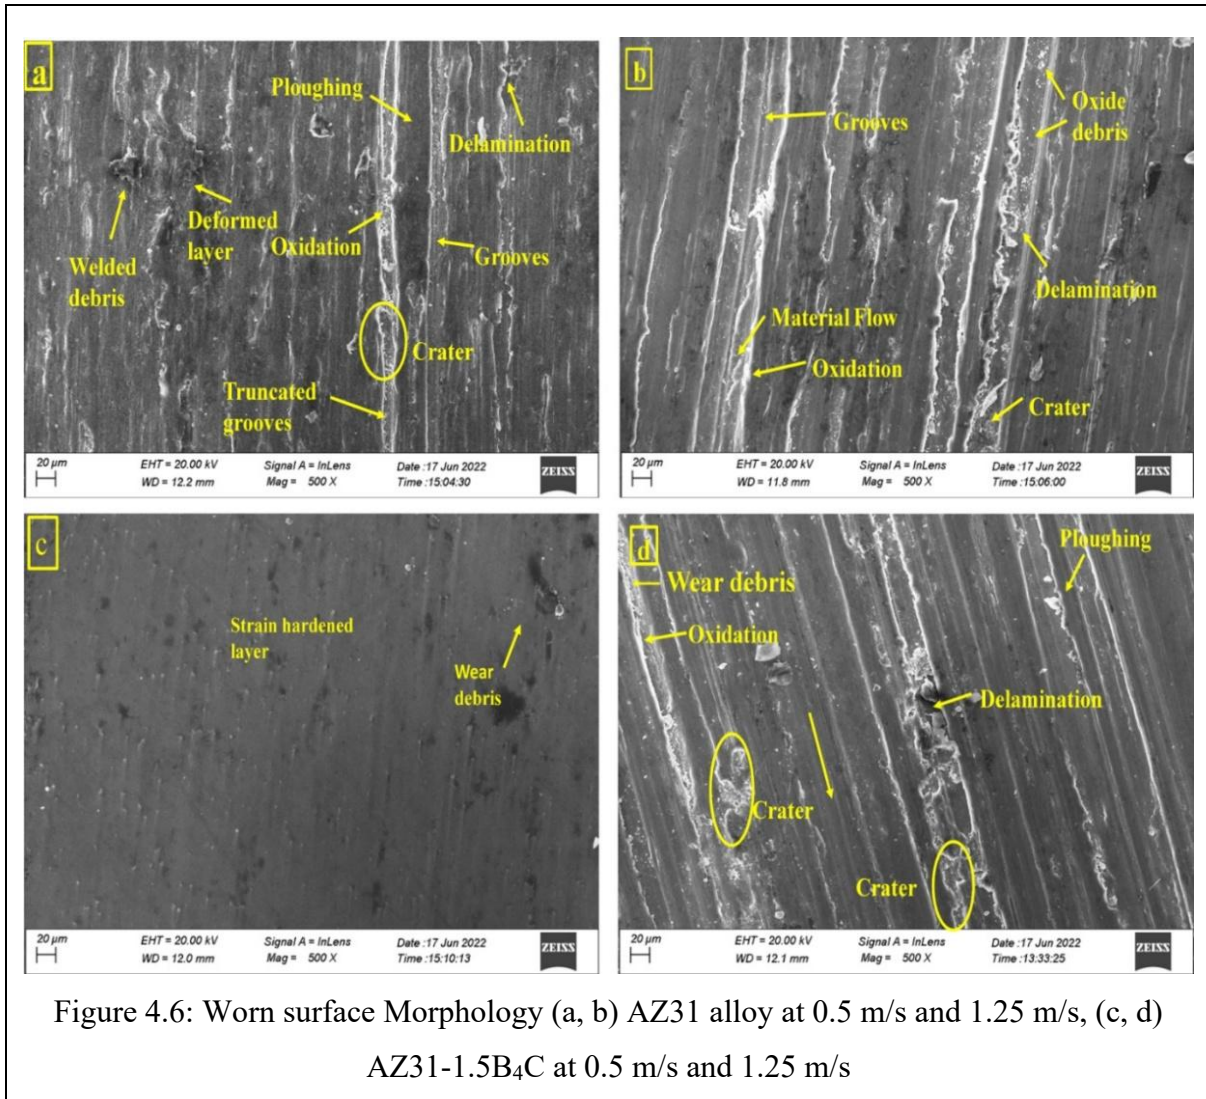 a
Ploughing
Delamination
Deformed
layer
Oxidation
Grooves
Welded
debris
Crater
Truncated
grooves
20 µm
EHT = 20.00 kV
Signal A = InLens
Date :17 Jun 2022
ZEISS
WD = 12.2 mm
Mag = 500 X
Time :15:04:30
b
Oxide
debris
Grooves
Delamination
Material Flow
Oxidation
Crater
20 µm
EHT = 20.00 kV
Signal A = InLens
Date :17 Jun 2022
ZEISS
WD = 11.8 mm
Mag = 500 X
Time :15:06:00
c
Strain hardened
layer
Wear
debris
20 µm
EHT = 20.00 kV
Signal A = InLens
Date :17 Jun 2022
ZEISS
WD = 12.0 mm
Mag = 500 X
Time :15:10:13
d
Ploughing
Wear debris
Oxidation
Delamination
Crater
Crater
20 µm
EHT = 20.00 kV
Signal A = InLens
Date :17 Jun 2022
ZEISS
WD = 12.1 mm
Mag = 500 X
Time :13:33:25
Figure 4.6: Worn surface Morphology (a, b) AZ31 alloy at 0.5 m/s and 1.25 m/s, (c, d)
AZ31-1.5B₄C at 0.5 m/s and 1.25 m/s